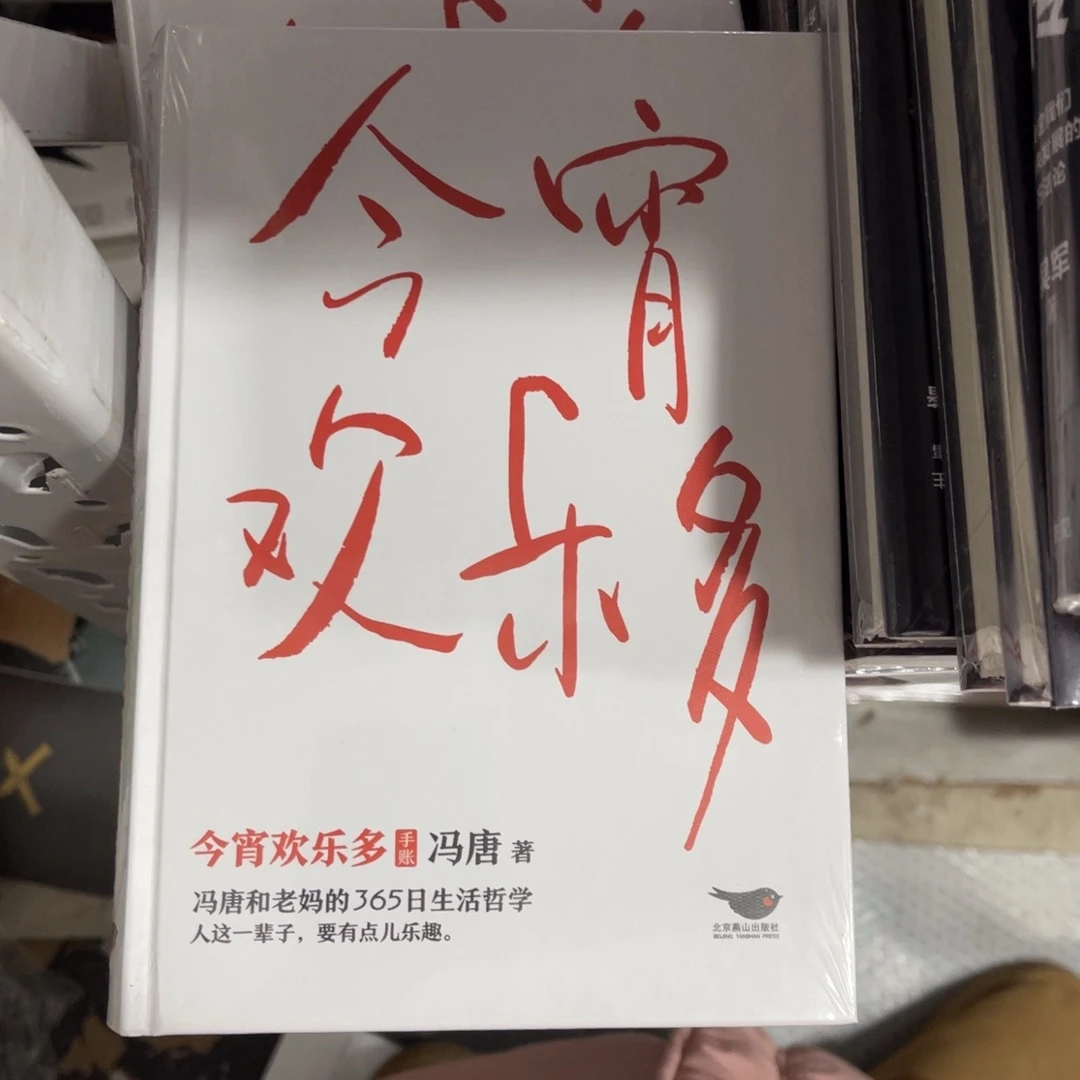 今宵
欢乐多
今宵欢乐多 手账 冯唐 著
冯唐和老妈的365日生活哲学
人这一辈子，要有点儿乐趣。
北京燕山出版社
BEIJING YANSHAN PRESS